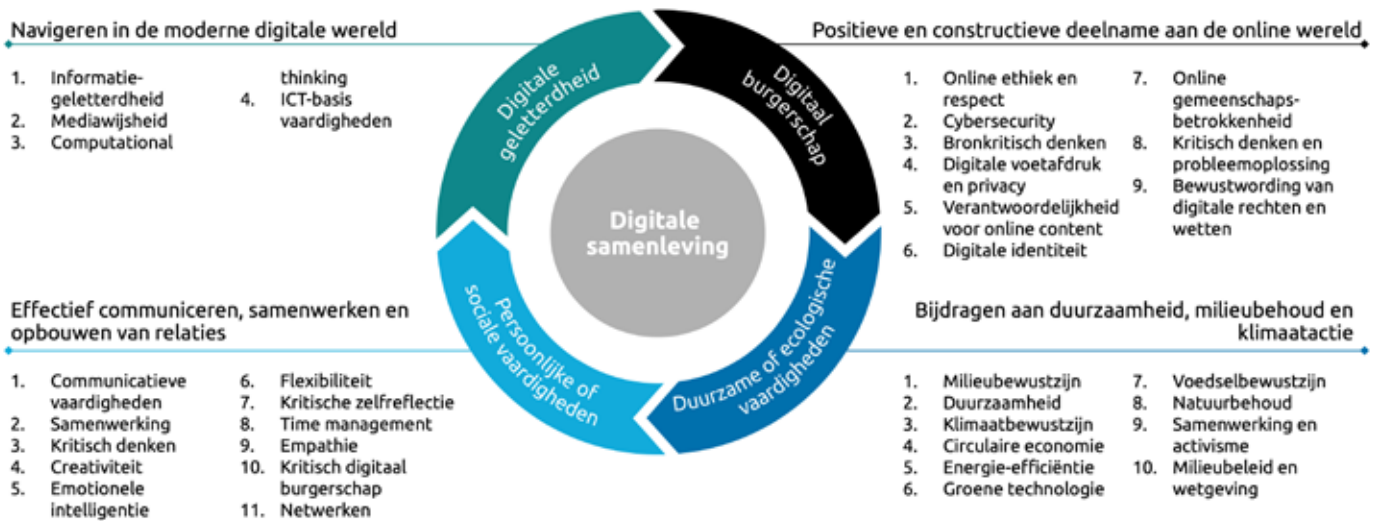 Navigeren in de moderne digitale wereld
1. Informatie-
geletterdheid
2. Mediawijsheid
3. Computational
thinking
4. ICT-basis
vaardigheden
Digitale
geletterdheid
Digitaal
burgerschap
Positieve en constructieve deelname aan de online wereld
1. Online ethiek en
respect
2. Cybersecurity
3. Bronkritisch denken
4. Digitale voetafdruk
en privacy
5. Verantwoordelijkheid
voor online content
6. Digitale identiteit
7. Online
gemeenschaps-
betrokkenheid
8. Kritisch denken en
probleemoplossing
9. Bewustwording van
digitale rechten en
wetten
Digitale
samenleving
Effectief communiceren, samenwerken en
opbouwen van relaties
1. Communicatieve
vaardigheden
2. Samenwerking
3. Kritisch denken
4. Creativiteit
5. Emotionele
intelligentie
6. Flexibiliteit
7. Kritische zelfreflectie
8. Time management
9. Empathie
10. Kritisch digitaal
burgerschap
11. Netwerken
Persoonlijke of
sociale vaardigheden
Duurzame of ecologische
vaardigheden
Bijdragen aan duurzaamheid, milieubehoud en
klimaatactie
1. Milieubewustzijn
2. Duurzaamheid
3. Klimaatbewustzijn
4. Circulaire economie
5. Energie-efficiëntie
6. Groene technologie
7. Voedselbewustzijn
8. Natuurbehoud
9. Samenwerking en
activisme
10. Milieubeleid en
wetgeving